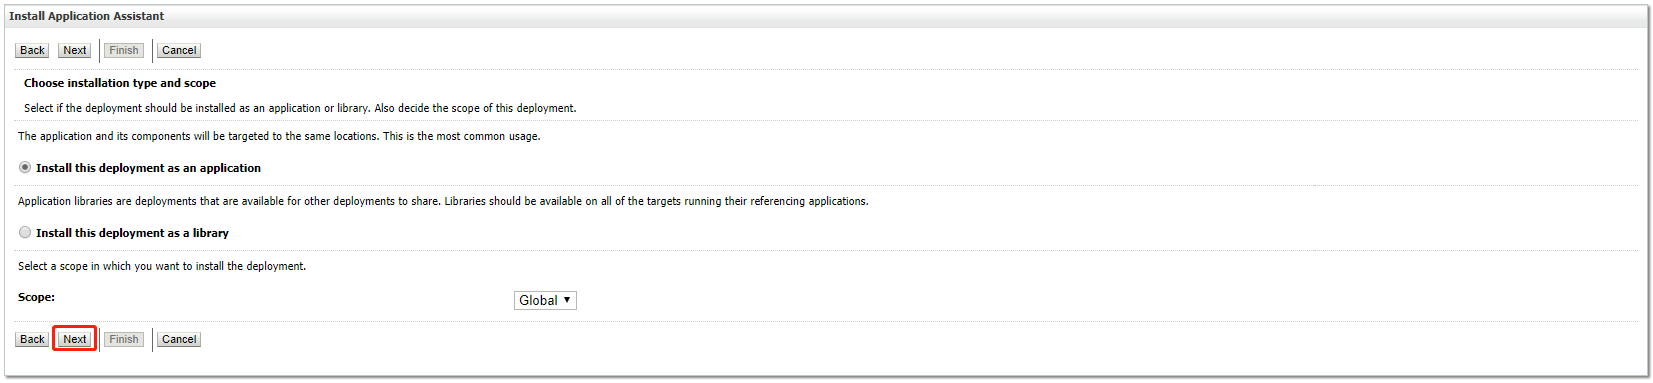 Install Application Assistant
Back Next Finish Cancel
Choose installation type and scope
Select if the deployment should be installed as an application or library. Also decide the scope of this deployment.
The application and its components will be targeted to the same locations. This is the most common usage.
Install this deployment as an application
Application libraries are deployments that are available for other deployments to share. Libraries should be available on all of the targets running their referencing applications.
Install this deployment as a library
Select a scope in which you want to install the deployment.
Scope: Global
Back Next Finish Cancel